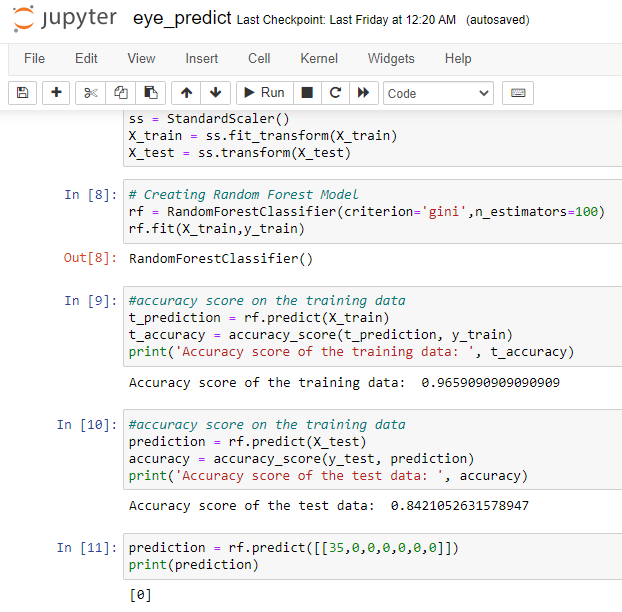 jupyter eye_predict Last Checkpoint: Last Friday at 12:20 AM (autosaved)
File Edit View Insert Cell Kernel Widgets Help
Run Code
ss = StandardScaler()
X_train = ss.fit_transform(X_train)
X_test = ss.transform(X_test)
In [8]: # Creating Random Forest Model
rf = RandomForestClassifier(criterion='gini',n_estimators=100)
rf.fit(X_train,y_train)
Out[8]: RandomForestClassifier()
In [9]: #accuracy score on the training data
t_prediction = rf.predict(X_train)
t_accuracy = accuracy_score(t_prediction, y_train)
print('Accuracy score of the training data: ', t_accuracy)
Accuracy score of the training data:  0.9659090909090909
In [10]: #accuracy score on the training data
prediction = rf.predict(X_test)
accuracy = accuracy_score(y_test, prediction)
print('Accuracy score of the test data: ', accuracy)
Accuracy score of the test data:  0.8421052631578947
In [11]: prediction = rf.predict([[35,0,0,0,0,0,0]])
print(prediction)
[0]